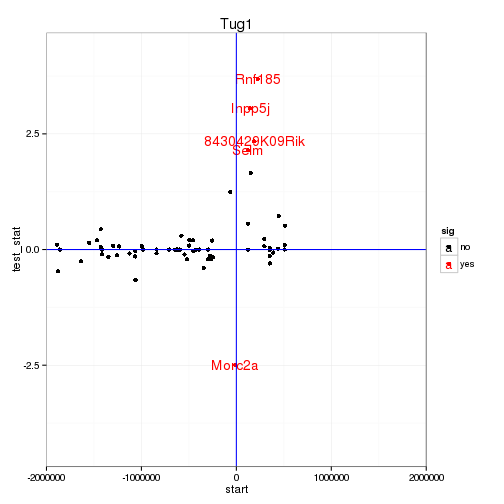 Tug1
Rnf185
Inpp5j
2.5
8430429K09Rik
Selm
sig
no
yes
test_stat
0.0
-2.5
Morc2a
-2000000
-1000000
0
1000000
2000000
start